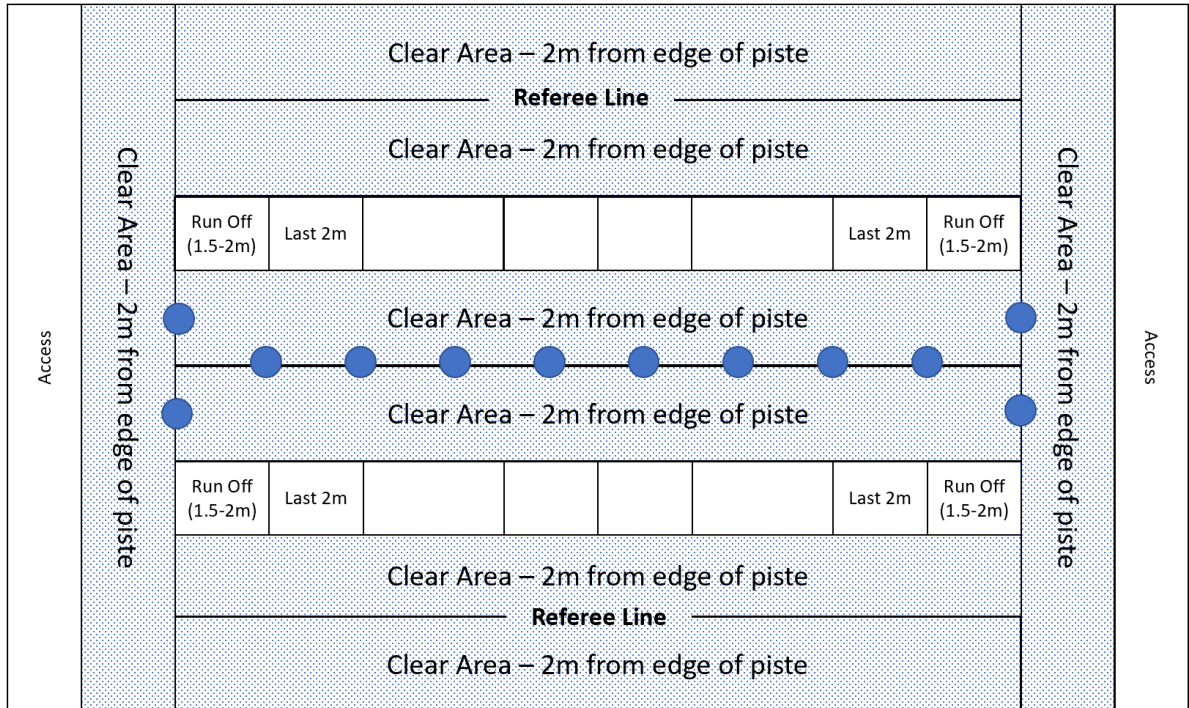 Clear Area – 2m from edge of piste
Referee Line
Clear Area – 2m from edge of piste
Run Off
(1.5-2m)
Last 2m
Last 2m
Run Off
(1.5-2m)
Clear Area – 2m from edge of piste
Clear Area – 2m from edge of piste
Run Off
(1.5-2m)
Last 2m
Last 2m
Run Off
(1.5-2m)
Clear Area – 2m from edge of piste
Referee Line
Clear Area – 2m from edge of piste
Access
Clear Area – 2m from edge of piste
Clear Area – 2m from edge of piste
Access